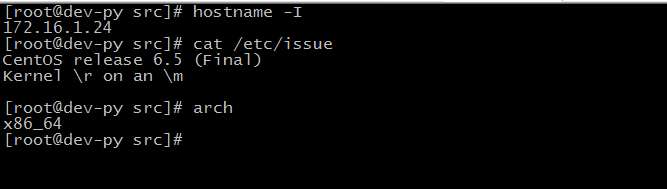 [root@dev-py src]# hostname -I
172.16.1.24
[root@dev-py src]# cat /etc/issue
CentOS release 6.5 (Final)
Kernel \r on an \m
[root@dev-py src]# arch
x86_64
[root@dev-py src]#